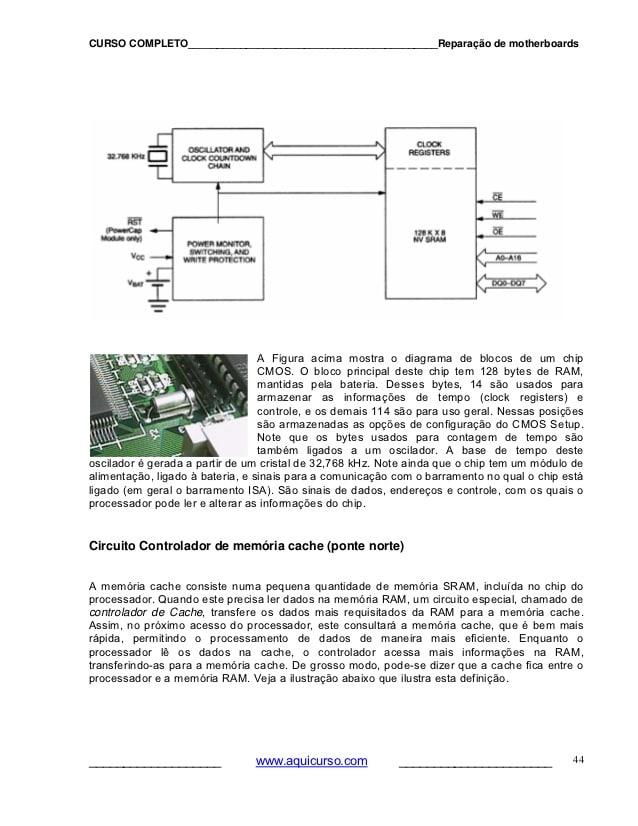 CURSO COMPLETO__________________________________________Reparação de motherboards
32.768 KHz
OSCILLATOR AND
CLOCK COUNTDOWN
CHAIN
CLOCK
REGISTERS
RST
(PowerCap
Module only)
VCC
VBAT
+
POWER MONITOR,
SWITCHING, AND
WRITE PROTECTION
128 K X 8
NV SRAM
CE
WE
OE
A0–A16
DQ0–DQ7
A Figura acima mostra o diagrama de blocos de um chip
CMOS. O bloco principal deste chip tem 128 bytes de RAM,
mantidas pela bateria. Desses bytes, 14 são usados para
armazenar as informações de tempo (clock registers) e
controle, e os demais 114 são para uso geral. Nessas posições
são armazenadas as opções de configuração do CMOS Setup.
Note que os bytes usados para contagem de tempo são
também ligados a um oscilador. A base de tempo deste
oscilador é gerada a partir de um cristal de 32,768 kHz. Note ainda que o chip tem um módulo de
alimentação, ligado à bateria, e sinais para a comunicação com o barramento no qual o chip está
ligado (em geral o barramento ISA). São sinais de dados, endereços e controle, com os quais o
processador pode ler e alterar as informações do chip.
Circuito Controlador de memória cache (ponte norte)
A memória cache consiste numa pequena quantidade de memória SRAM, incluída no chip do
processador. Quando este precisa ler dados na memória RAM, um circuito especial, chamado de
controlador de Cache, transfere os dados mais requisitados da RAM para a memória cache.
Assim, no próximo acesso do processador, este consultará a memória cache, que é bem mais
rápida, permitindo o processamento de dados de maneira mais eficiente. Enquanto o
processador lê os dados na cache, o controlador acessa mais informações na RAM,
transferindo-as para a memória cache. De grosso modo, pode-se dizer que a cache fica entre o
processador e a memória RAM. Veja a ilustração abaixo que ilustra esta definição.
___________________ www.aquicurso.com ______________________ 44